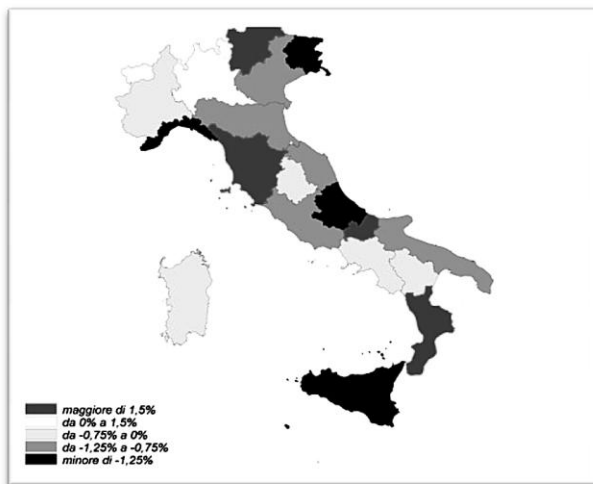 maggiore di 1,5%
da 0% a 1,5%
da -0,75% a 0%
da -1,25% a -0,75%
minore di -1,25%